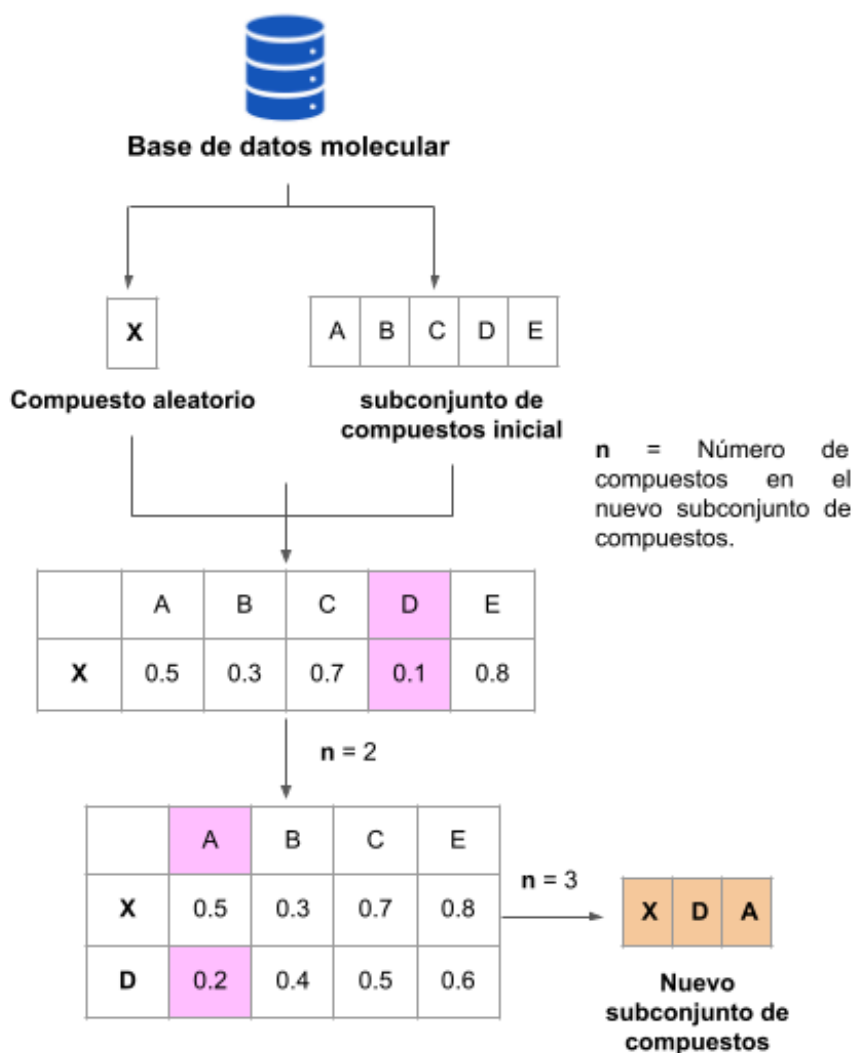 Base de datos molecular
X
A B C D E
Compuesto aleatorio
subconjunto de
compuestos inicial
n = Número de
compuestos en el
nuevo subconjunto de
compuestos.
A B C D E
X 0.5 0.3 0.7 0.1 0.8
n = 2
A B C E
X 0.5 0.3 0.7 0.8
D 0.2 0.4 0.5 0.6
n = 3
X D A
Nuevo
subconjunto de
compuestos